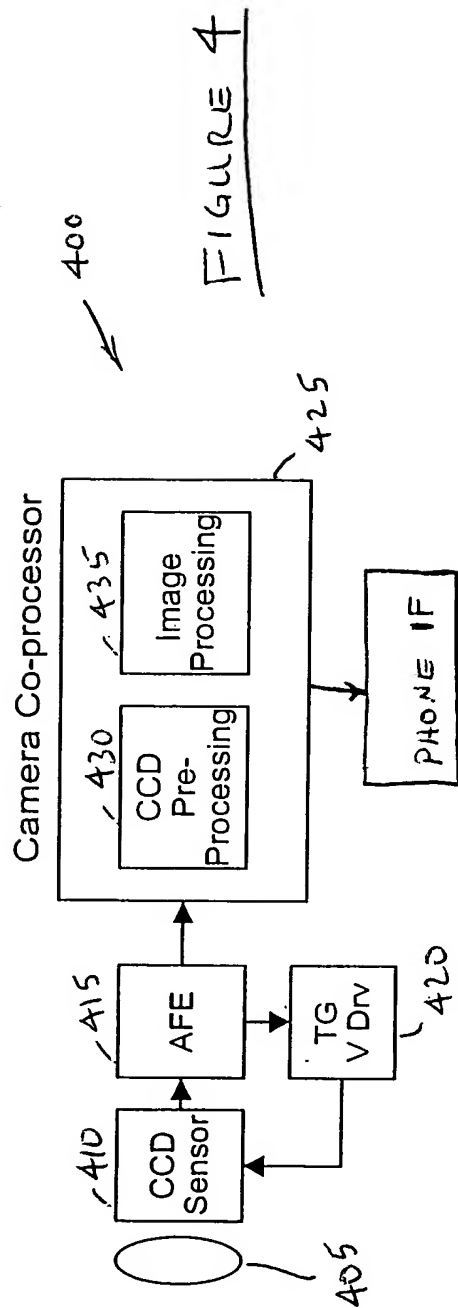 FIGURE 4
400
Camera Co-processor
425
430
CCD
Pre-
Processing
435
Image
Processing
PHONE IF
415
AFE
410
CCD
Sensor
TG
V Drv
420
405